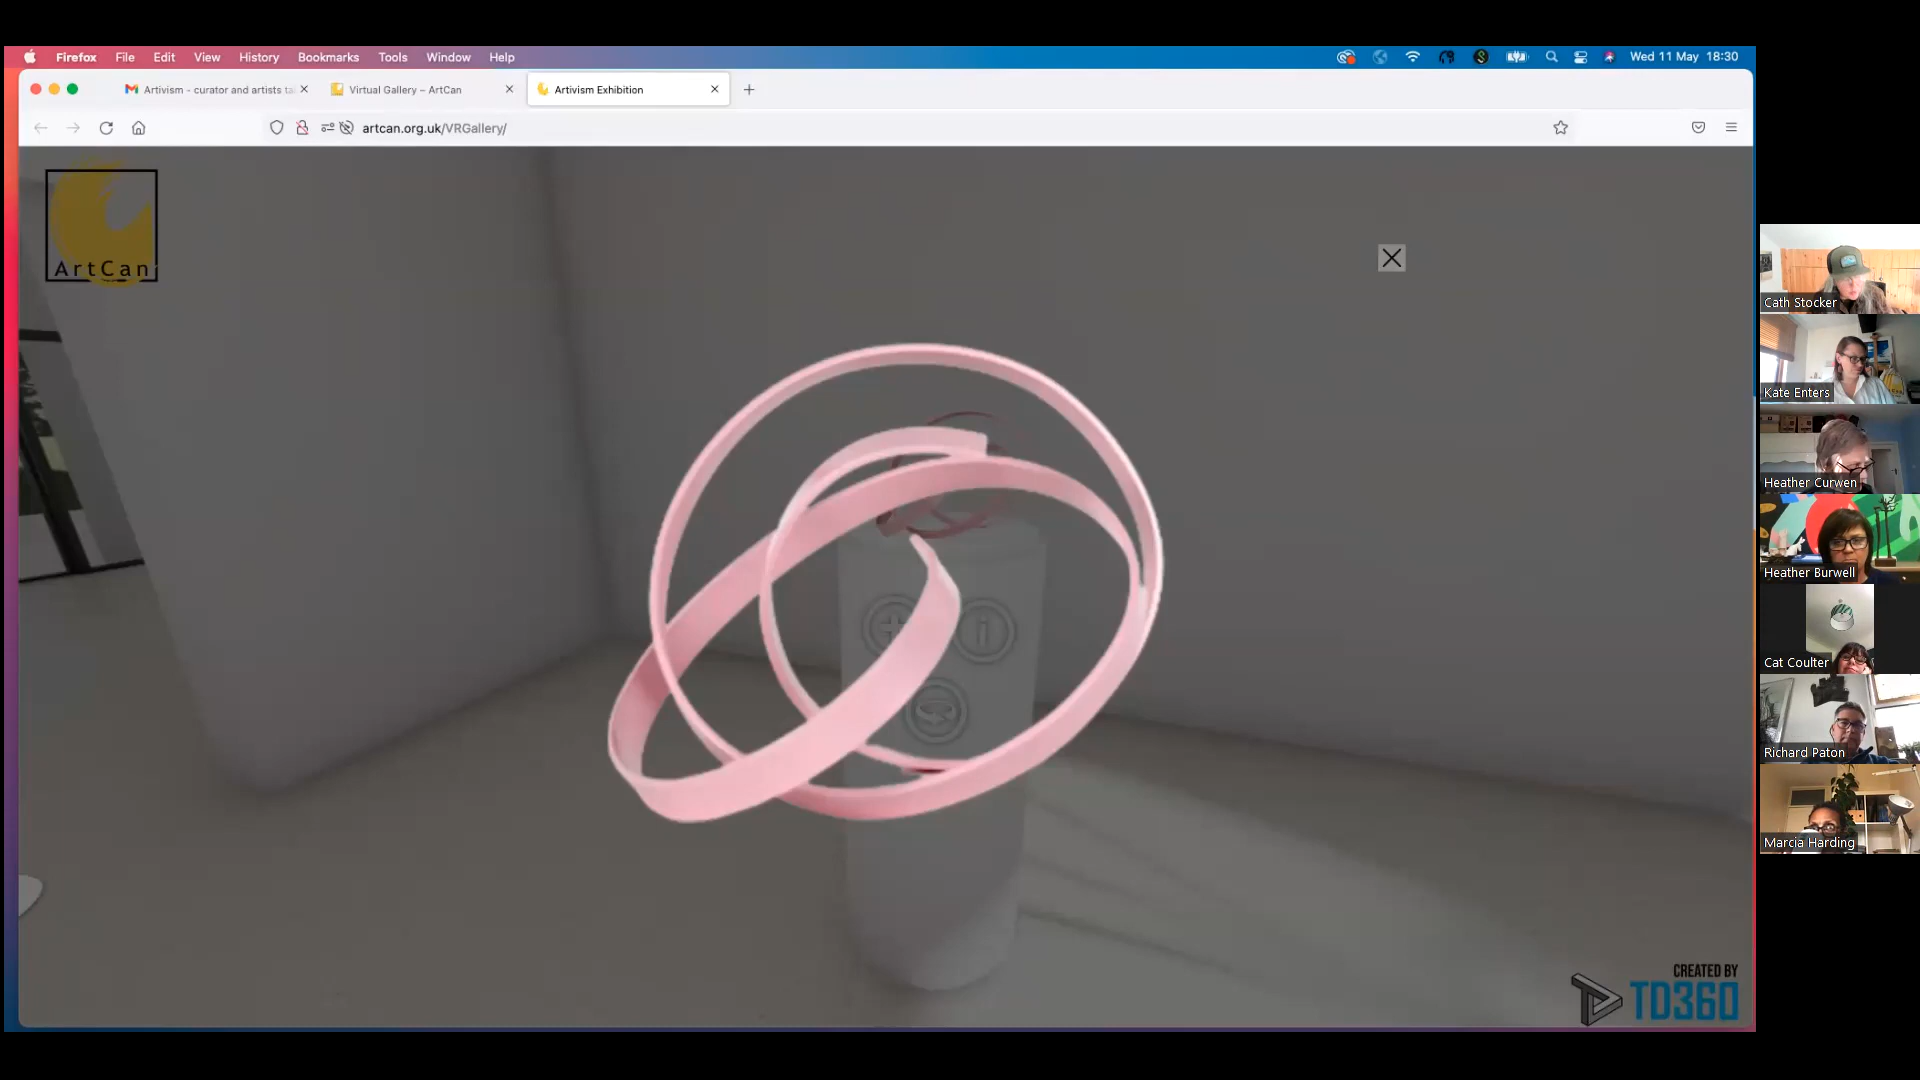 Firefox File Edit View History Bookmarks Tools Window Help
Wed 11 May 18:30
Artivism - curator and artists ta
Virtual Gallery – ArtCan
Artivism Exhibition
artcan.org.uk/VRGallery/
ArtCan
i
Cath Stocker
Kate Enters
Heather Curwen
Heather Burwell
Cat Coulter
Richard Paton
Marcia Harding
CREATED BY
TD360